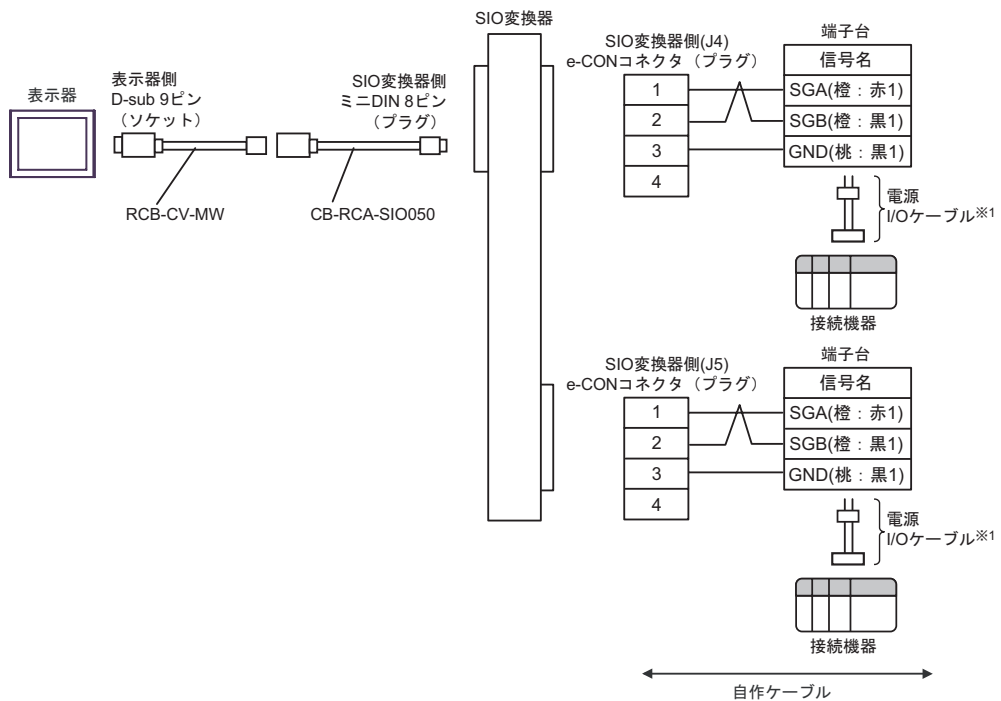 SIO変換器
表示器
表示器側
D-sub 9ピン
（ソケット）
SIO変換器側
ミニDIN 8ピン
（プラグ）
RCB-CV-MW
CB-RCA-SIO050
SIO変換器側(J4)
e-CONコネクタ（プラグ）
1
2
3
4
端子台
信号名
SGA(橙：赤1)
SGB(橙：黒1)
GND(桃：黒1)
電源
I/Oケーブル※1
接続機器
SIO変換器側(J5)
e-CONコネクタ（プラグ）
1
2
3
4
端子台
信号名
SGA(橙：赤1)
SGB(橙：黒1)
GND(桃：黒1)
電源
I/Oケーブル※1
接続機器
自作ケーブル